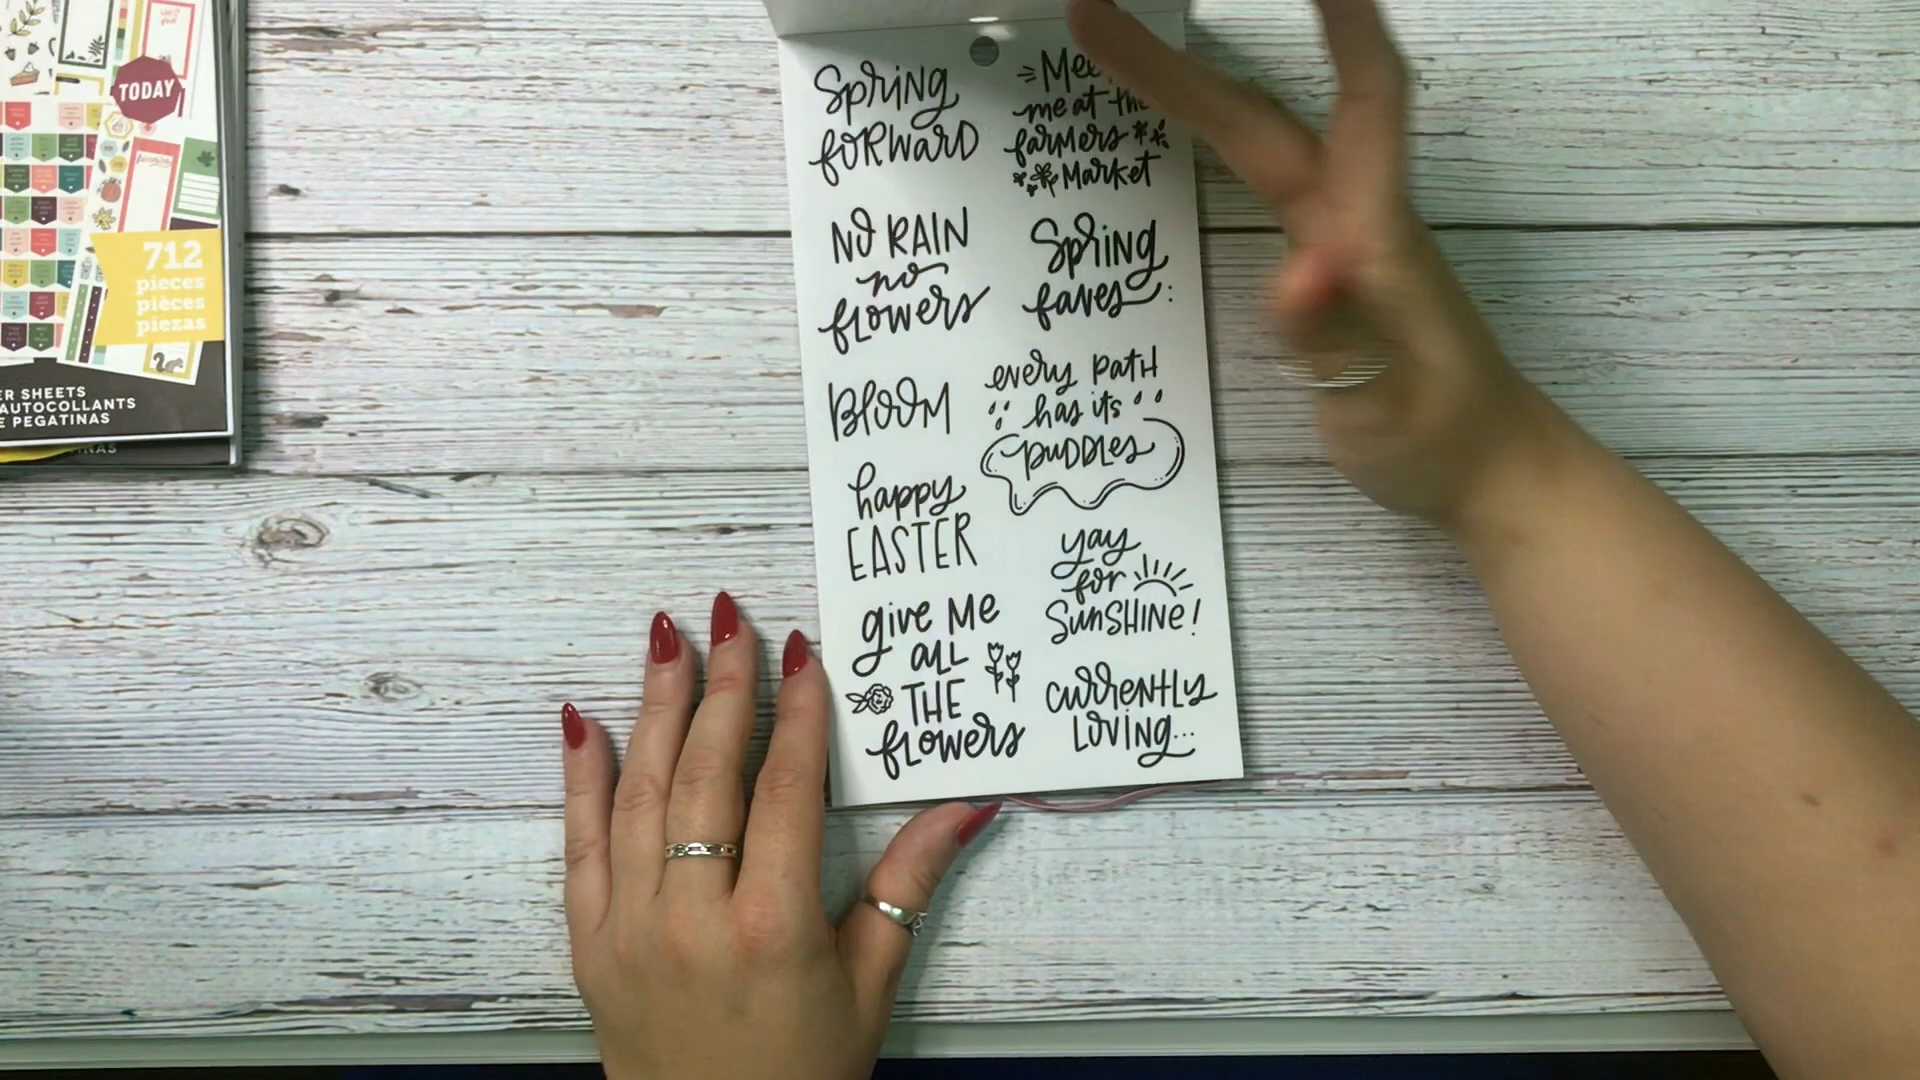 TODAY
712
pieces
pièces
piezas
ER SHEETS
AUTOCOLLANTS
E PEGATINAS
Spring
forward
No rain
no
flowers
Bloom
happy
Easter
give me
all
the
flowers
me at the
farmers
Market
Spring
faves:
every path
has its
puddles
yay
for
Sunshine!
currently
loving...